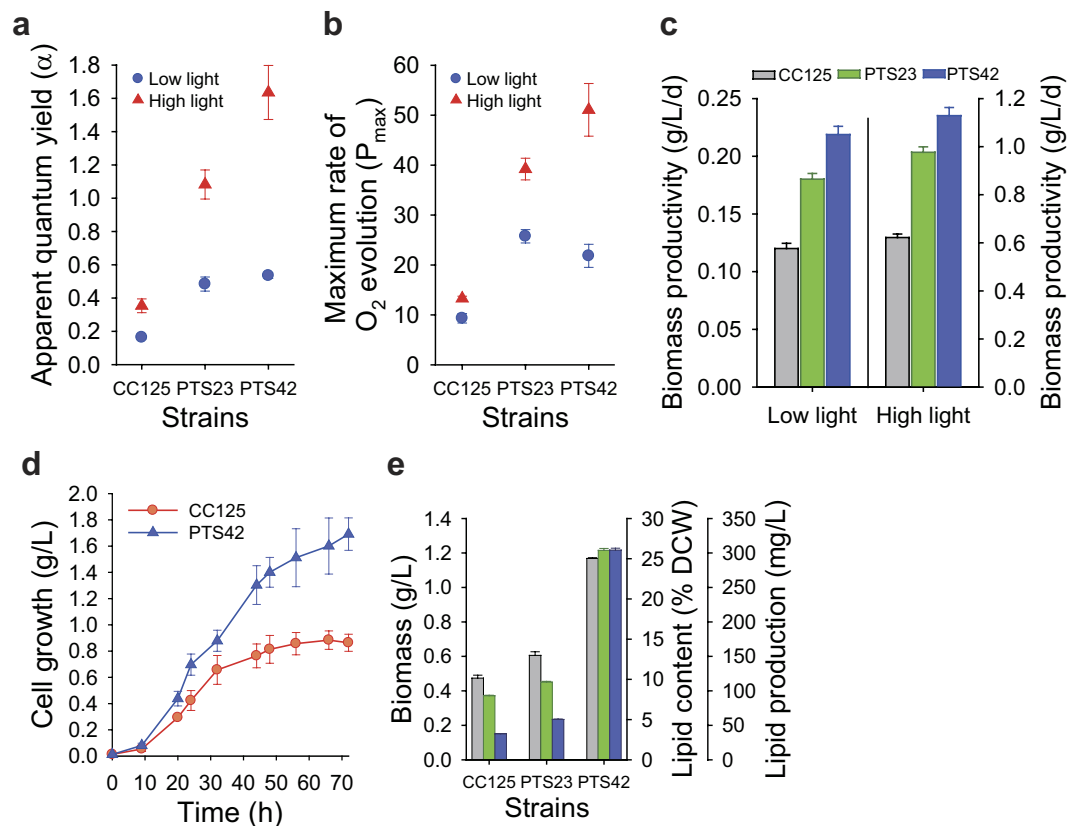 a
Apparent quantum yield (α)
1.8
1.6
1.4
1.2
1.0
0.8
0.6
0.4
0.2
0.0
Low light
High light
CC125 PTS23 PTS42
Strains
b
Maximum rate of
O2 evolution (Pmax)
60
50
40
30
20
10
0
Low light
High light
CC125 PTS23 PTS42
Strains
c
CC125 PTS23 PTS42
Biomass productivity (g/L/d)
0.25
0.20
0.15
0.10
0.05
0.00
1.2
1.0
0.8
0.6
0.4
0.2
0.0
Biomass productivity (g/L/d)
Low light High light
d
Cell growth (g/L)
2.0
1.8
1.6
1.4
1.2
1.0
0.8
0.6
0.4
0.2
0.0
CC125
PTS42
0 10 20 30 40 50 60 70
Time (h)
e
Biomass (g/L)
1.4
1.2
1.0
0.8
0.6
0.4
0.2
0.0
30
25
20
15
10
5
0
Lipid content (% DCW)
350
300
250
200
150
100
50
0
Lipid production (mg/L)
CC125 PTS23 PTS42
Strains